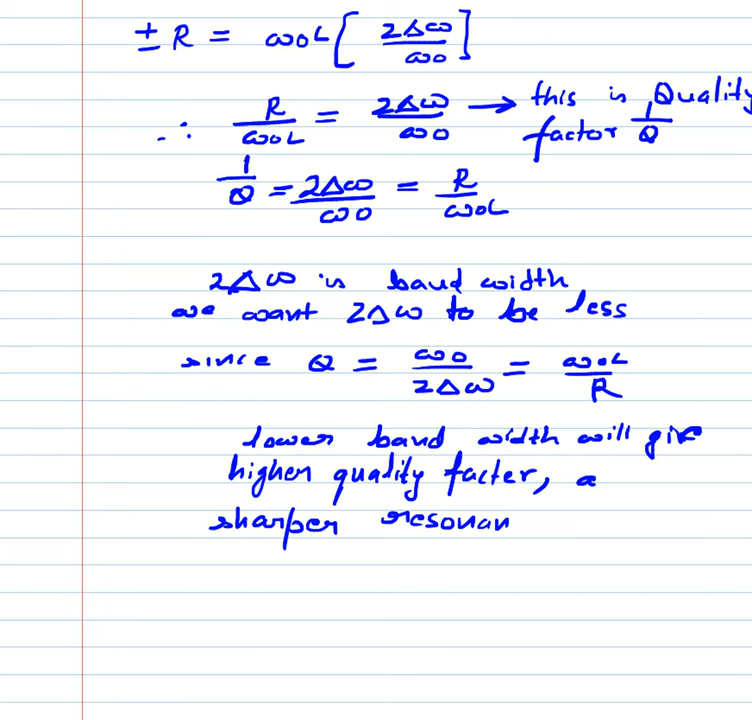 ± R = ω0L [ 2Δω/ω0 ]
∴ R/ω0L = 2Δω/ω0 → this is Quality
factor 1/Q
1/Q = 2Δω/ω0 = R/ω0L
2Δω is band width
we want 2Δω to be less
since Q = ω0/2Δω = ω0L/R
lower band width will give
higher quality factor, a
sharper resonan